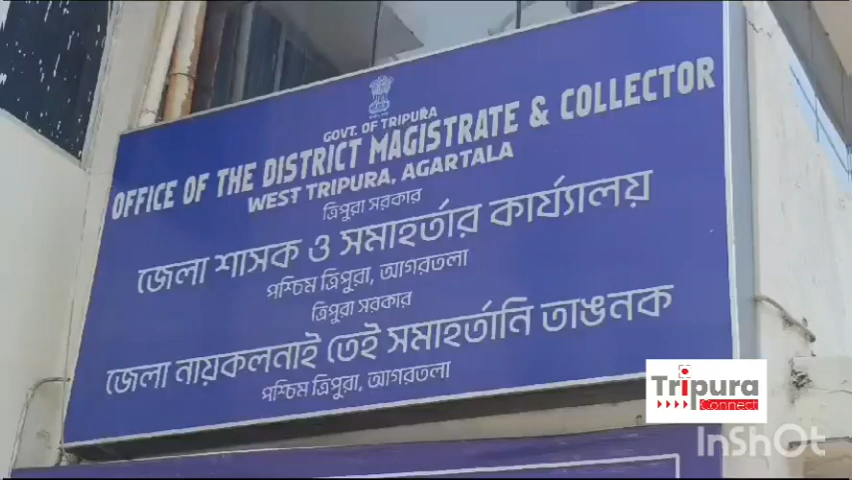 GOVT. OF TRIPURA
OFFICE OF THE DISTRICT MAGISTRATE & COLLECTOR
WEST TRIPURA, AGARTALA
ত্রিপুরা সরকার
জেলা শাসক ও সমাহর্তার কার্য্যালয়
পশ্চিম ত্রিপুরা, আগরতলা
ত্রিপুরা সরকার
জেলা নায়কলনাই তেই সমাহর্তানি তাঙনক
পশ্চিম ত্রিপুরা, আগরতলা
Tripura
Connect
InShOt